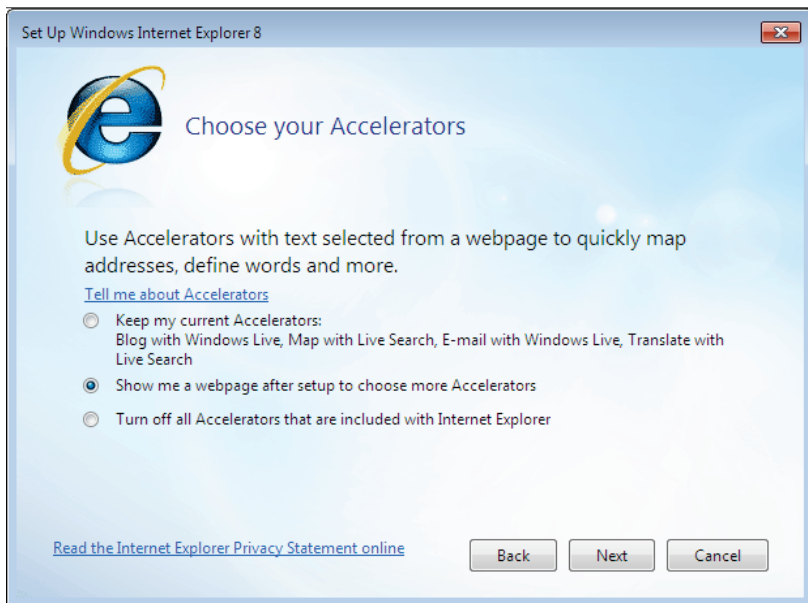 Set Up Windows Internet Explorer 8
Choose your Accelerators
Use Accelerators with text selected from a webpage to quickly map
addresses, define words and more.
Tell me about Accelerators
Keep my current Accelerators:
Blog with Windows Live, Map with Live Search, E-mail with Windows Live, Translate with
Live Search
Show me a webpage after setup to choose more Accelerators
Turn off all Accelerators that are included with Internet Explorer
Read the Internet Explorer Privacy Statement online
Back
Next
Cancel